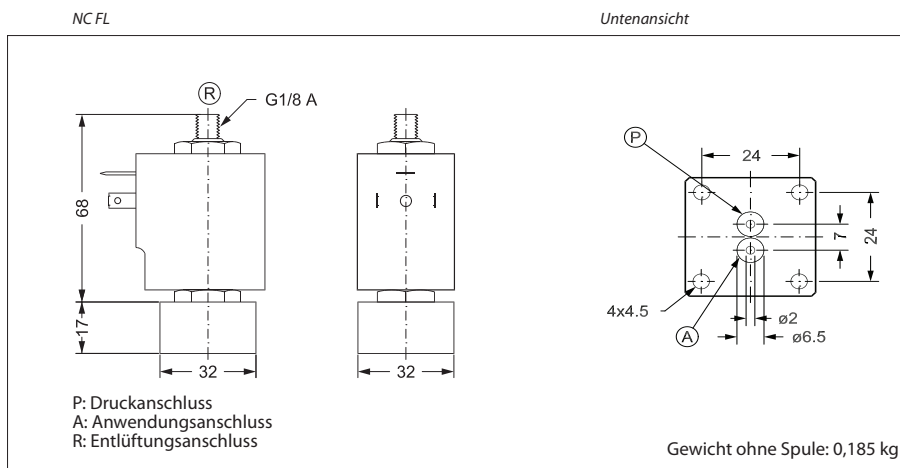 NC FL
Untenansicht
R
G1/8 A
68
17
32
32
P
24
7
24
4x4.5
ø2
A
ø6.5
P: Druckanschluss
A: Anwendungsanschluss
R: Entlüftungsanschluss
Gewicht ohne Spule: 0,185 kg